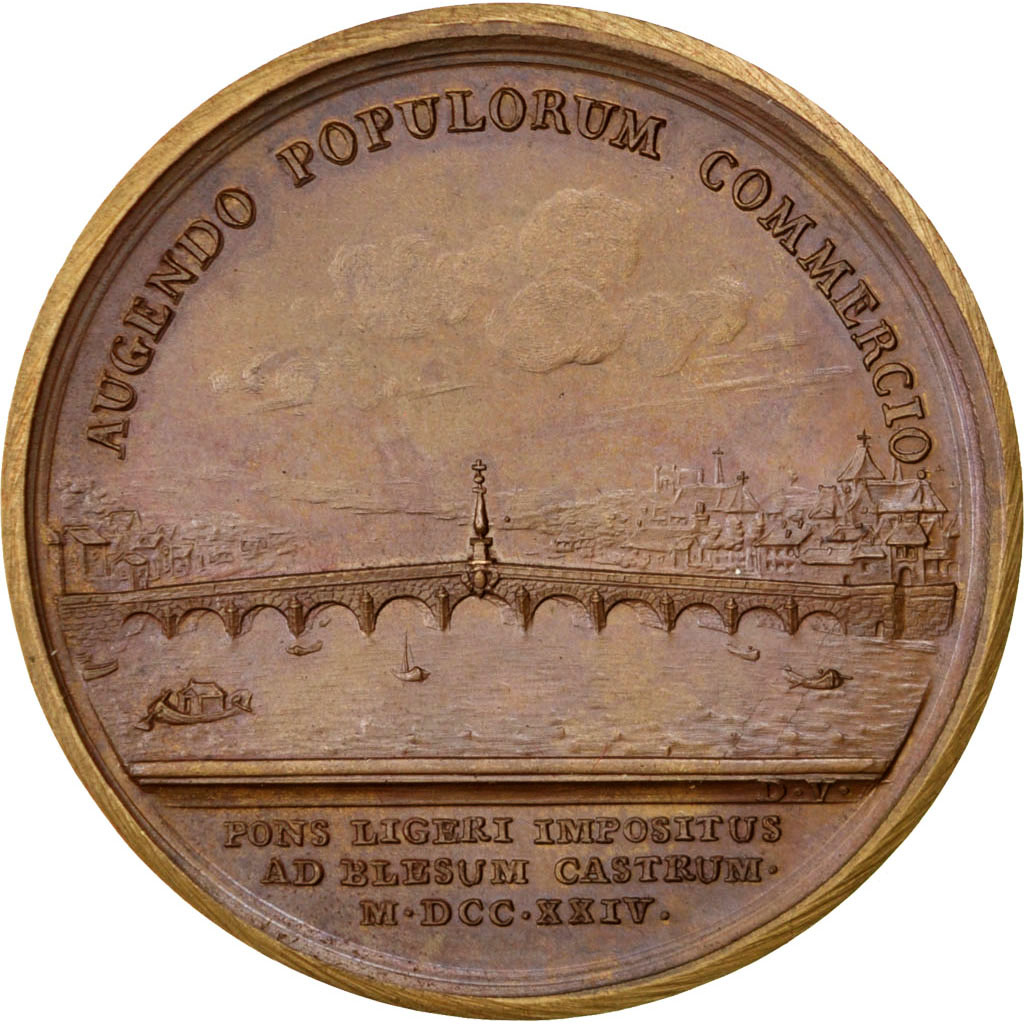 AUGENDO POPULORUM COMMERCIO.
D·V·
PONS LIGERI IMPOSITUS
AD BLESUM CASTRUM·
M·DCC·XXIV·